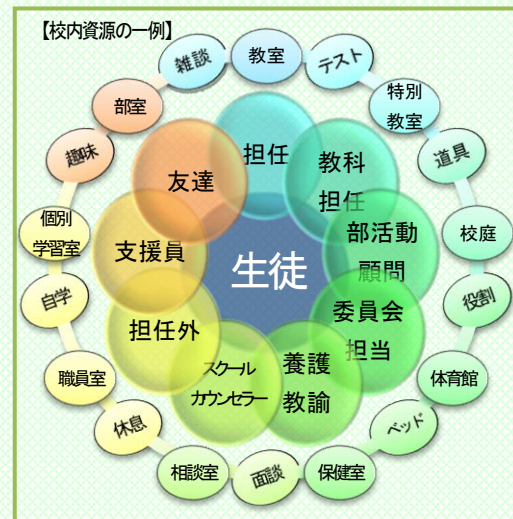 【校内資源の一例】
教室
テスト
特別
教室
道具
校庭
役割
体育館
ベッド
保健室
面談
相談室
休息
職員室
自学
個別
学習室
趣味
部室
雑談
担任
教科
担任
部活動
顧問
委員会
担当
養護
教諭
スクール
カウンセラー
担任外
支援員
友達
生徒